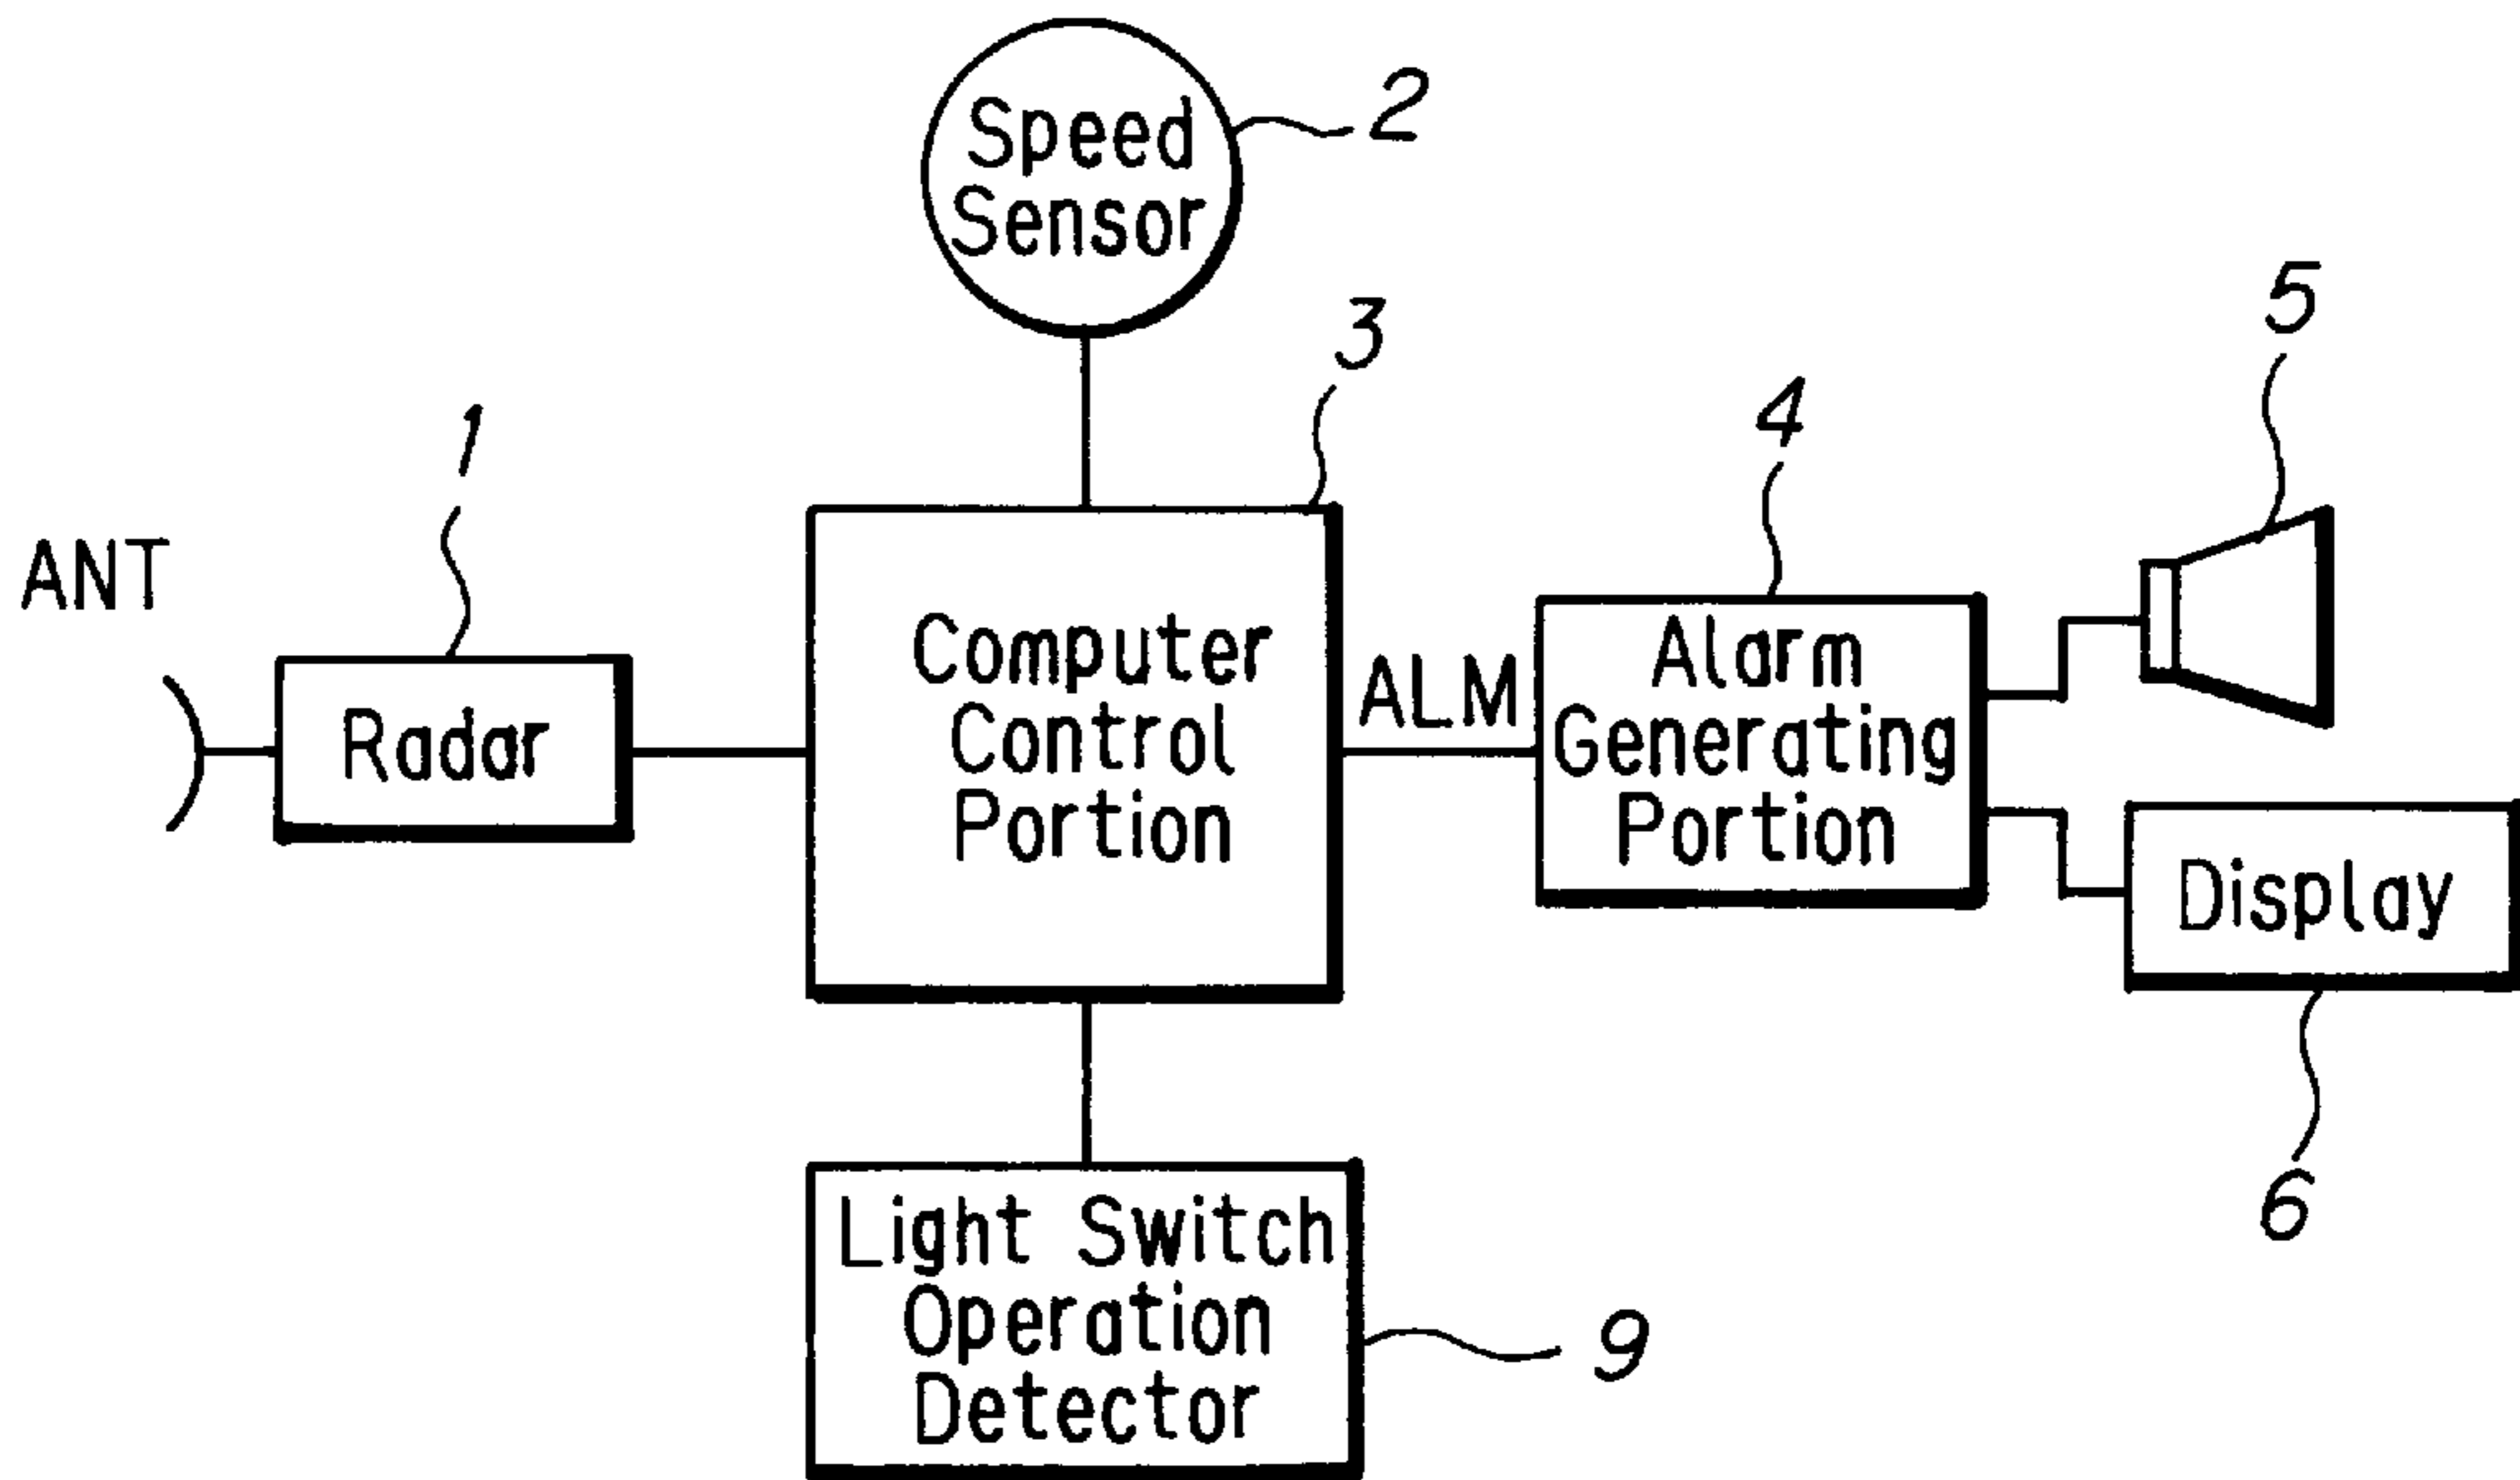 Speed
Sensor
2
3
5
1
4
ANT
Radar
Computer
Control
Portion
ALM
Alarm
Generating
Portion
Display
6
Light Switch
Operation
Detector
9